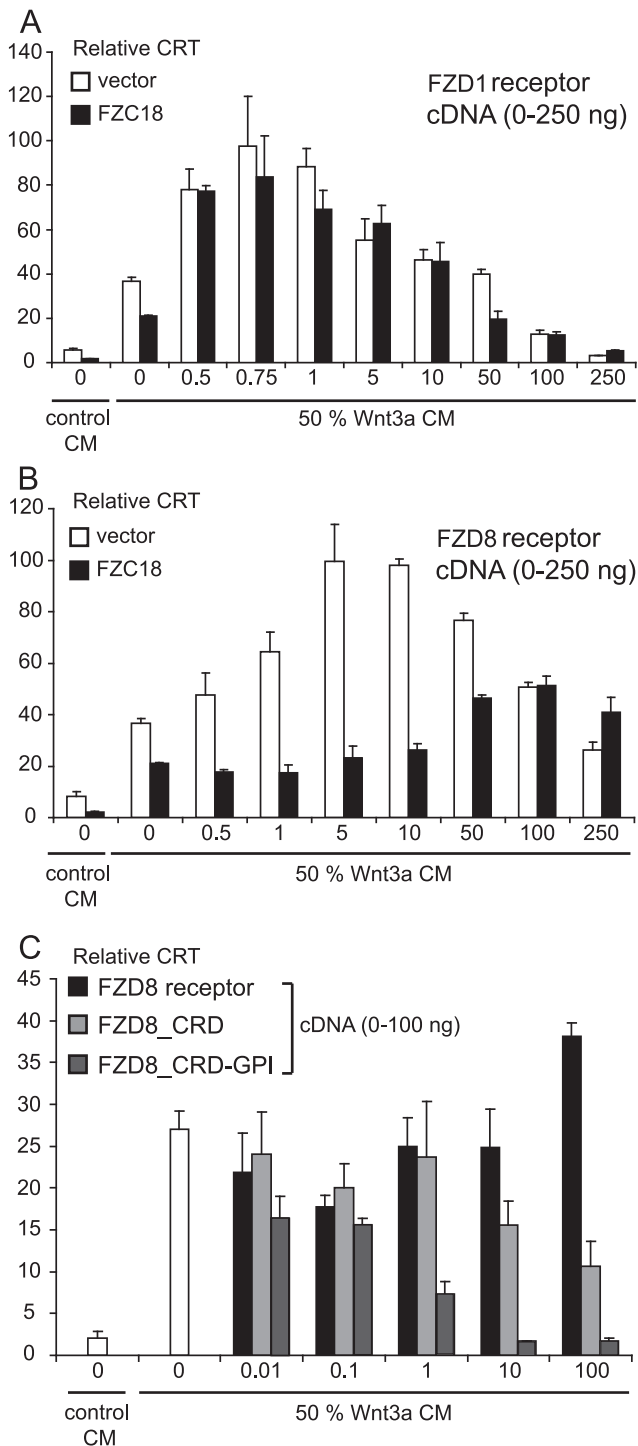 A
Relative CRT
vector
FZC18
FZD1 receptor
cDNA (0-250 ng)
140
120
100
80
60
40
20
0
0 0 0.5 0.75 1 5 10 50 100 250
control
CM
50 % Wnt3a CM
B
Relative CRT
vector
FZC18
FZD8 receptor
cDNA (0-250 ng)
120
100
80
60
40
20
0
0 0 0.5 1 5 10 50 100 250
control
CM
50 % Wnt3a CM
C
Relative CRT
FZD8 receptor
FZD8_CRD
FZD8_CRD-GPI
cDNA (0-100 ng)
45
40
35
30
25
20
15
10
5
0
0 0 0.01 0.1 1 10 100
control
CM
50 % Wnt3a CM